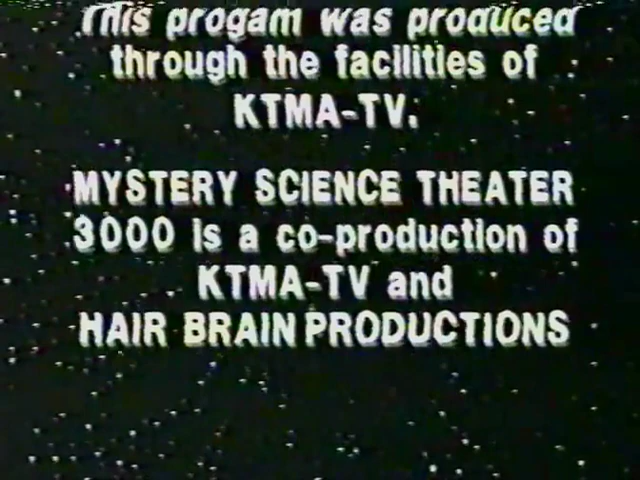 This progam was produced
through the facilities of
KTMA-TV.
MYSTERY SCIENCE THEATER
3000 is a co-production of
KTMA-TV and
HAIR BRAIN PRODUCTIONS